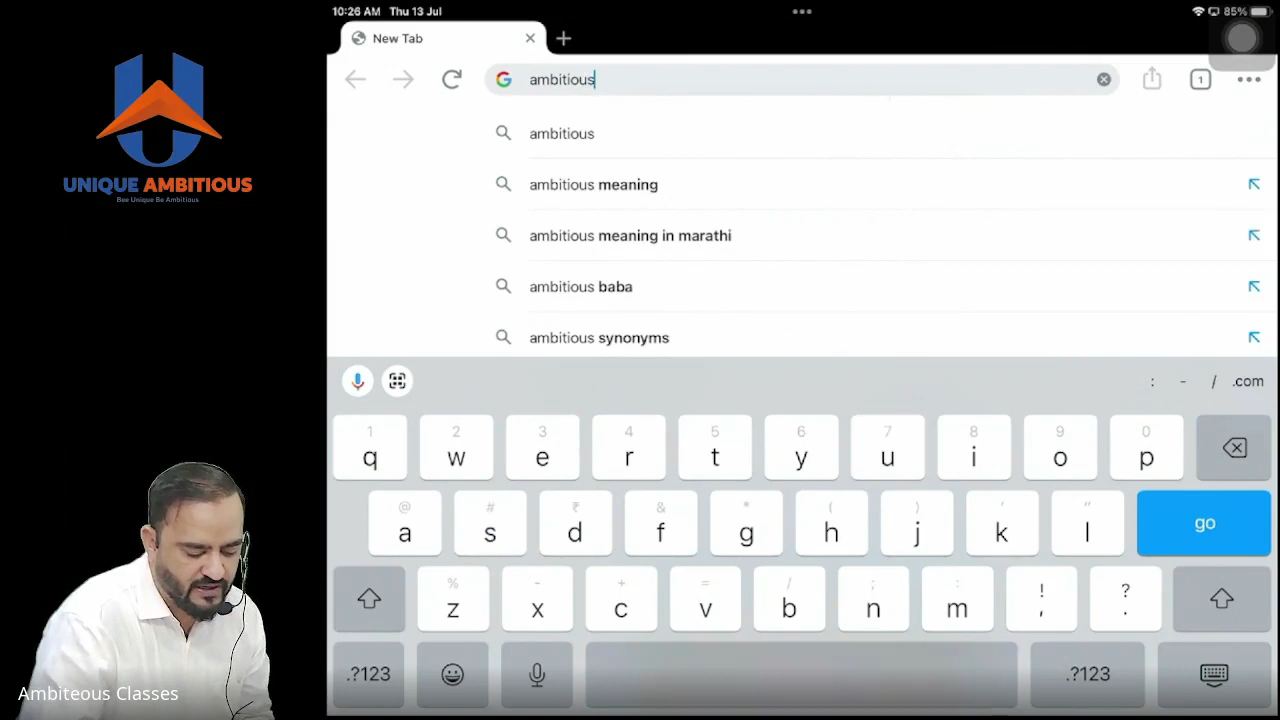 10:26 AM Thu 13 Jul
85%
New Tab
ambitious
1
ambitious
ambitious meaning
ambitious meaning in marathi
ambitious baba
ambitious synonyms
: - / .com
1 2 3 4 5 6 7 8 9 0
q w e r t y u i o p
@ # ₹ & * ( ) ' "
a s d f g h j k l go
% - + = / ; : ! ?
z x c v b n m , .
.?123 .?123
UNIQUE AMBITIOUS
Bee Unique Be Ambitious
Ambiteous Classes